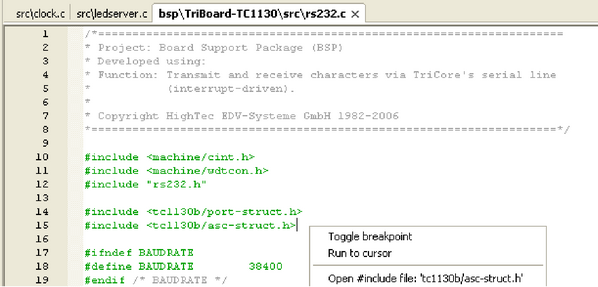 src\clock.c src\ledserver.c bsp\TriBoard-TC1130\src\rs232.c
1 /*==================================================================
2 * Project: Board Support Package (BSP)
3 * Developed using:
4 * Function: Transmit and receive characters via TriCore's serial line
5 * (interrupt-driven).
6 *
7 * Copyright HighTec EDV-Systeme GmbH 1982-2006
8 *==================================================================*/
9
10 #include <machine/cint.h>
11 #include <machine/wdtcon.h>
12 #include "rs232.h"
13
14 #include <tc1130b/port-struct.h>
15 #include <tc1130b/asc-struct.h>
16
Toggle breakpoint
17 #ifndef BAUDRATE
Run to cursor
18 #define BAUDRATE 38400
19 #endif /* BAUDRATE */
Open #include file: 'tc1130b/asc-struct.h'